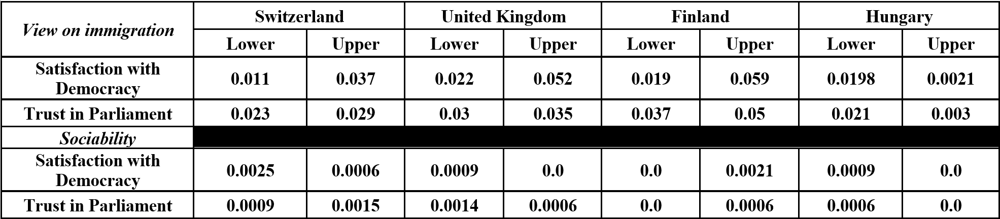 View on immigration Switzerland United Kingdom Finland Hungary
Lower Upper Lower Upper Lower Upper Lower Upper
Satisfaction with
Democracy 0.011 0.037 0.022 0.052 0.019 0.059 0.0198 0.0021
Trust in Parliament 0.023 0.029 0.03 0.035 0.037 0.05 0.021 0.003
Sociability
Satisfaction with
Democracy 0.0025 0.0006 0.0009 0.0 0.0 0.0021 0.0009 0.0
Trust in Parliament 0.0009 0.0015 0.0014 0.0006 0.0 0.0006 0.0006 0.0